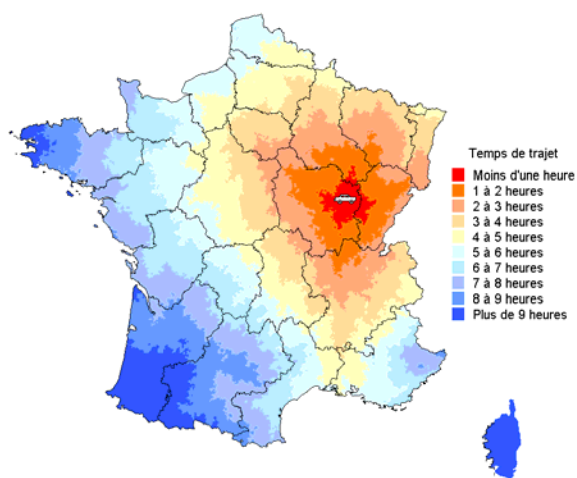 Temps de trajet
Moins d'une heure
1 à 2 heures
2 à 3 heures
3 à 4 heures
4 à 5 heures
5 à 6 heures
6 à 7 heures
7 à 8 heures
8 à 9 heures
Plus de 9 heures